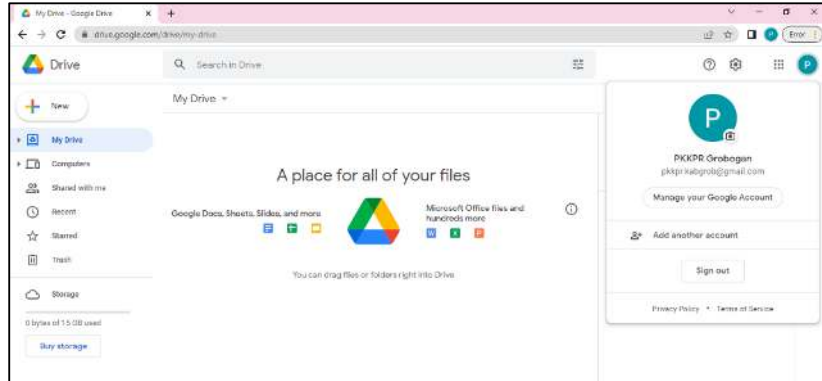 My Drive - Google Drive
drive.google.com/drive/my-drive
Error
Drive
Search in Drive
P
New
My Drive
My Drive
Computers
Shared with me
Recent
Starred
Trash
Storage
0 bytes of 15 GB used
Buy storage
A place for all of your files
Google Docs, Sheets, Slides, and more
Microsoft Office files and
hundreds more
W X P
You can drag files or folders right into Drive
P
PKKPR Grobogan
pkkpr.kabgrob@gmail.com
Manage your Google Account
Add another account
Sign out
Privacy Policy • Terms of Service